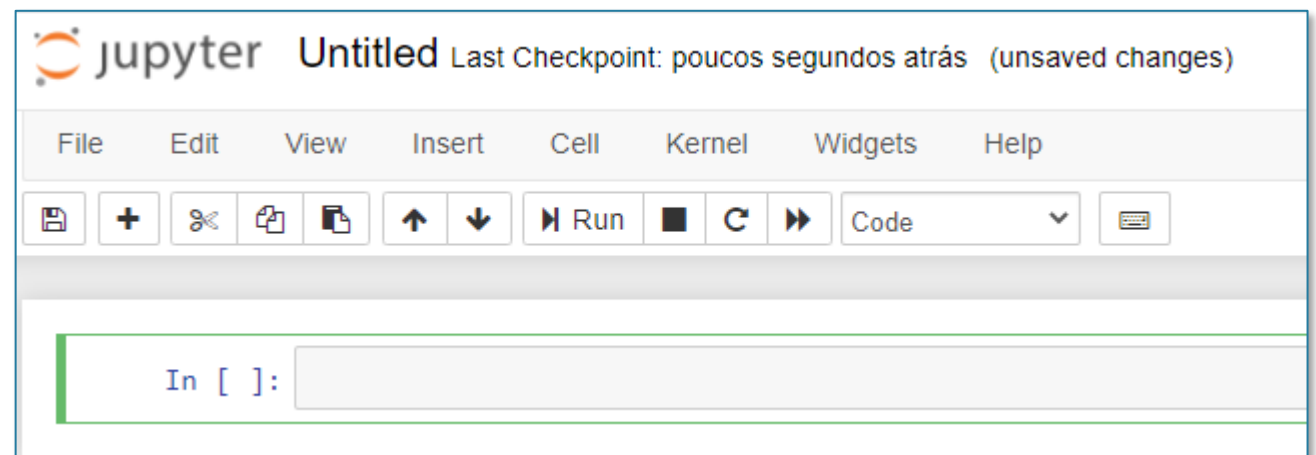 jupyter Untitled Last Checkpoint: poucos segundos atrás (unsaved changes)
File Edit View Insert Cell Kernel Widgets Help
Run Code
In [ ]: